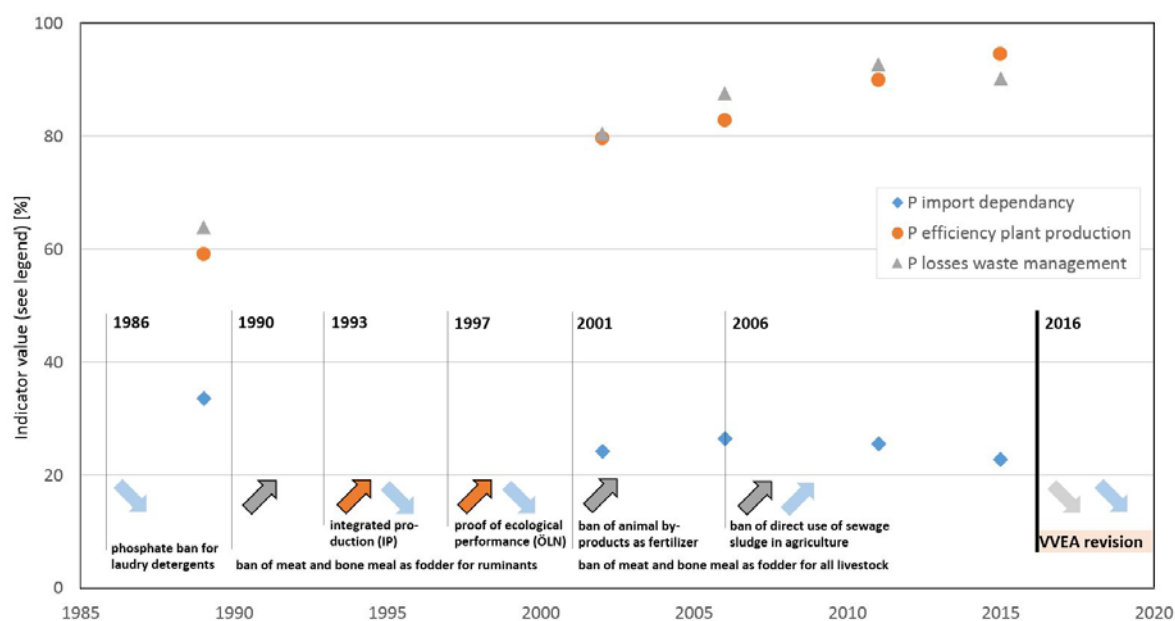 Indicator value (see legend) [%]
100
80
60
40
20
0
P import dependancy
P efficiency plant production
P losses waste management
1986
1990
1993
1997
2001
2006
2016
phosphate ban for
laudry detergents
integrated pro-
duction (IP)
proof of ecological
performance (ÖLN)
ban of animal by-
products as fertilizer
ban of direct use of sewage
sludge in agriculture
VVEA revision
ban of meat and bone meal as fodder for ruminants
ban of meat and bone meal as fodder for all livestock
1985
1990
1995
2000
2005
2010
2015
2020